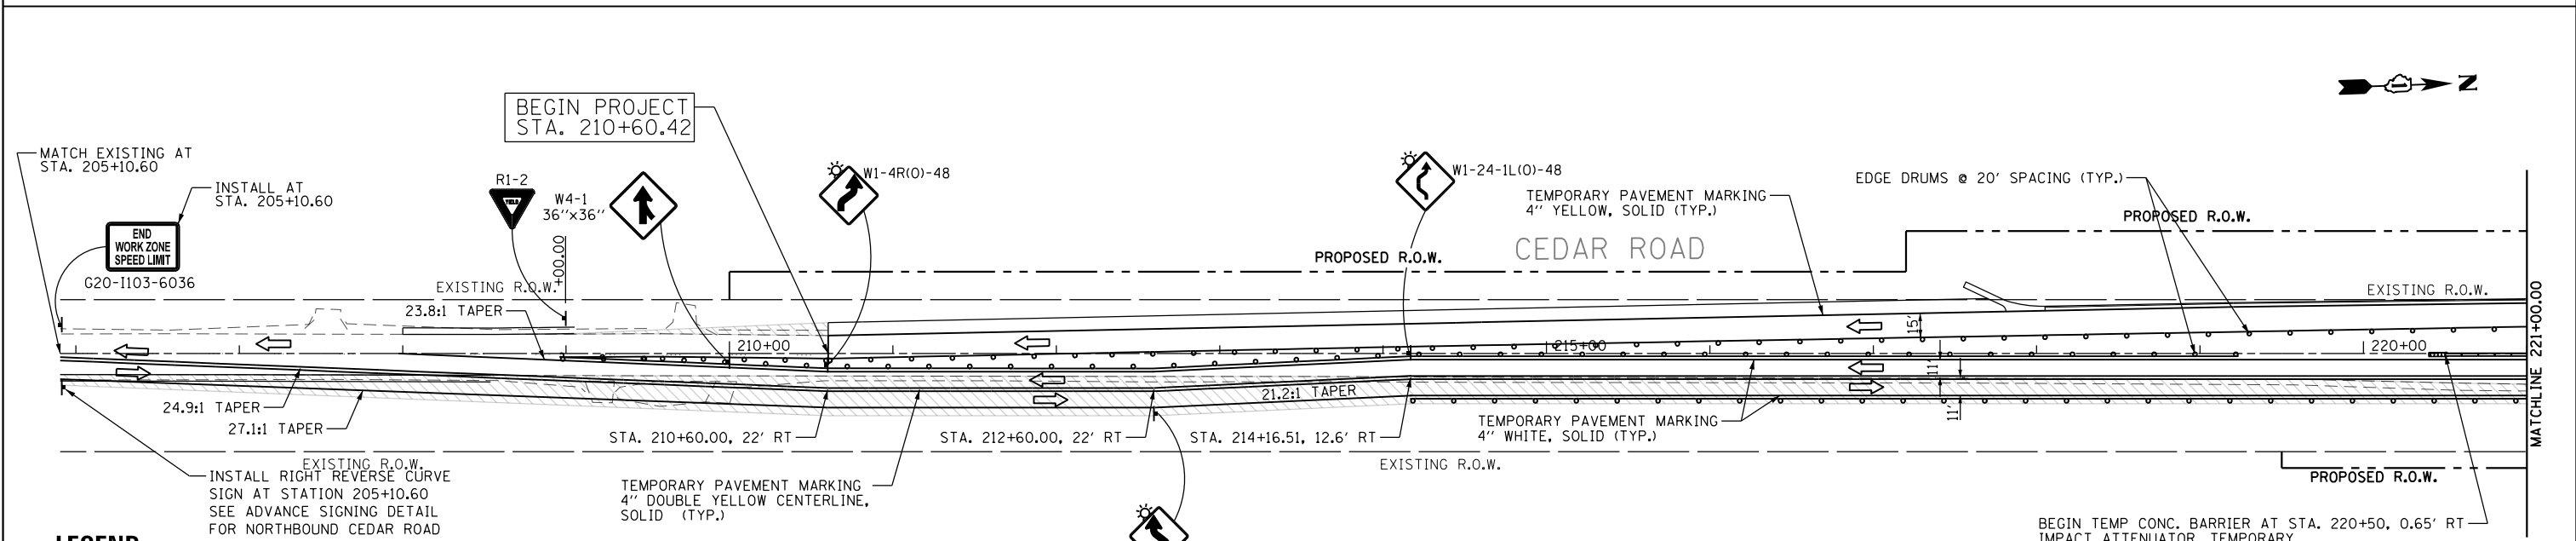 N
BEGIN PROJECT
STA. 210+60.42
MATCH EXISTING AT
STA. 205+10.60
INSTALL AT
STA. 205+10.60
END
WORK ZONE
SPEED LIMIT
G20-I103-6036
R1-2
YIELD
W4-1
36"x36"
W1-4R(O)-48
W1-24-1L(O)-48
TEMPORARY PAVEMENT MARKING
4" YELLOW, SOLID (TYP.)
EDGE DRUMS @ 20' SPACING (TYP.)
PROPOSED R.O.W.
PROPOSED R.O.W.
CEDAR ROAD
+00.00
EXISTING R.O.W.
EXISTING R.O.W.
23.8:1 TAPER
210+00
215+00
220+00
15'
11'
11'
MATCHLINE 221+00.00
24.9:1 TAPER
27.1:1 TAPER
21.2:1 TAPER
STA. 210+60.00, 22' RT
STA. 212+60.00, 22' RT
STA. 214+16.51, 12.6' RT
TEMPORARY PAVEMENT MARKING
4" WHITE, SOLID (TYP.)
EXISTING R.O.W.
EXISTING R.O.W.
PROPOSED R.O.W.
INSTALL RIGHT REVERSE CURVE
SIGN AT STATION 205+10.60
SEE ADVANCE SIGNING DETAIL
FOR NORTHBOUND CEDAR ROAD
TEMPORARY PAVEMENT MARKING
4" DOUBLE YELLOW CENTERLINE,
SOLID (TYP.)
BEGIN TEMP CONC. BARRIER AT STA. 220+50, 0.65' RT
IMPACT ATTENUATOR, TEMPORARY
LEGEND